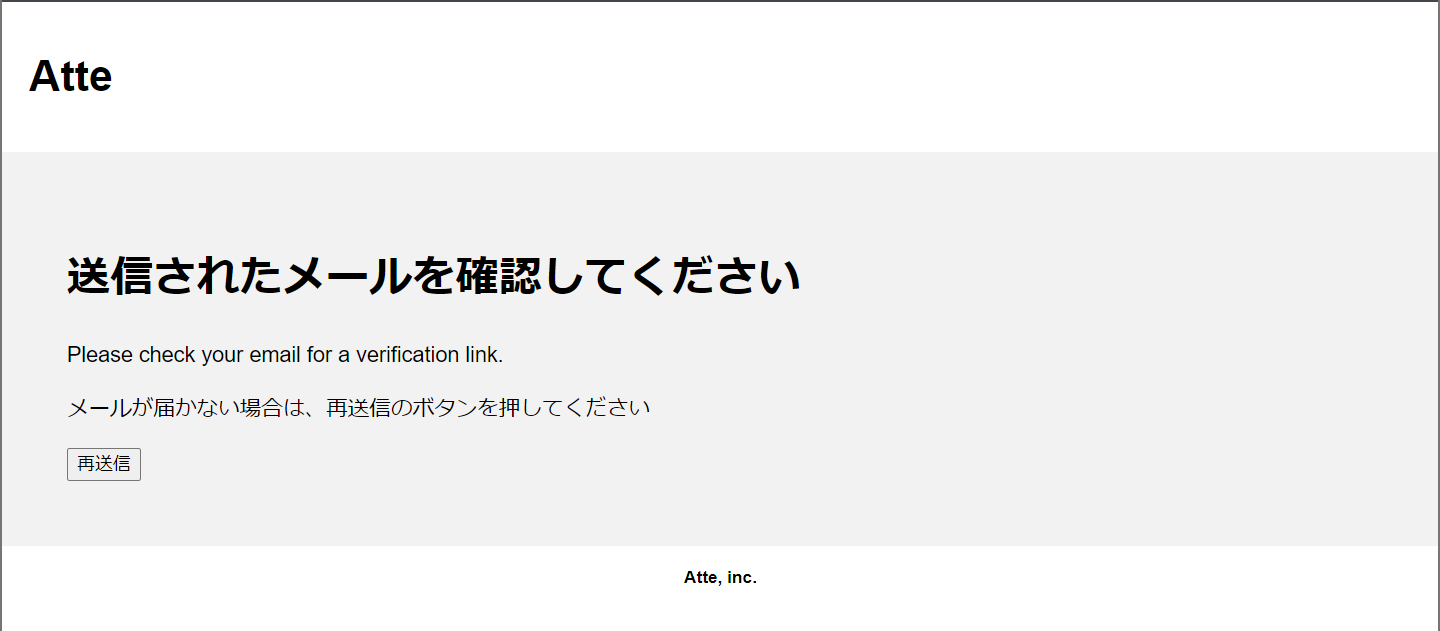 Atte
送信されたメールを確認してください
Please check your email for a verification link.
メールが届かない場合は、再送信のボタンを押してください
再送信
Atte, inc.